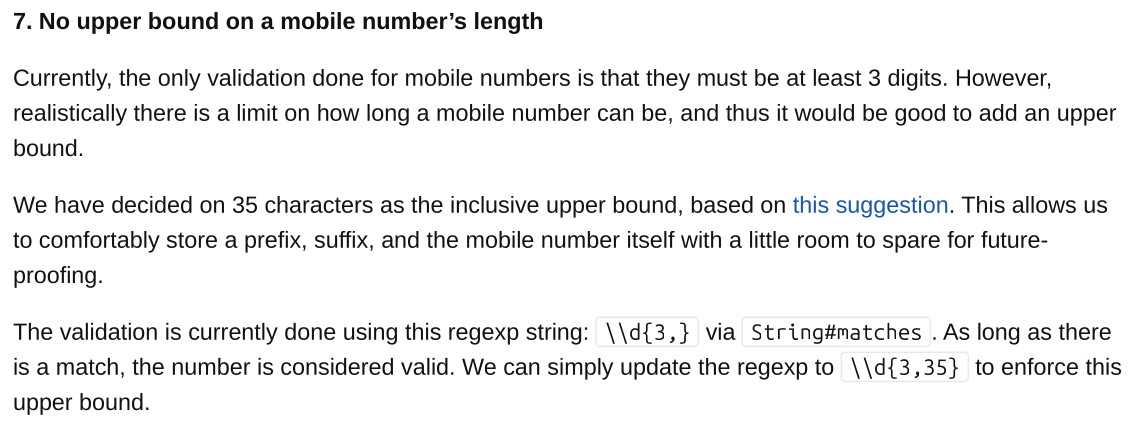 7. No upper bound on a mobile number’s length
Currently, the only validation done for mobile numbers is that they must be at least 3 digits. However,
realistically there is a limit on how long a mobile number can be, and thus it would be good to add an upper
bound.
We have decided on 35 characters as the inclusive upper bound, based on this suggestion. This allows us
to comfortably store a prefix, suffix, and the mobile number itself with a little room to spare for future-
proofing.
The validation is currently done using this regexp string: \\d{3,} via String#matches. As long as there
is a match, the number is considered valid. We can simply update the regexp to \\d{3,35} to enforce this
upper bound.